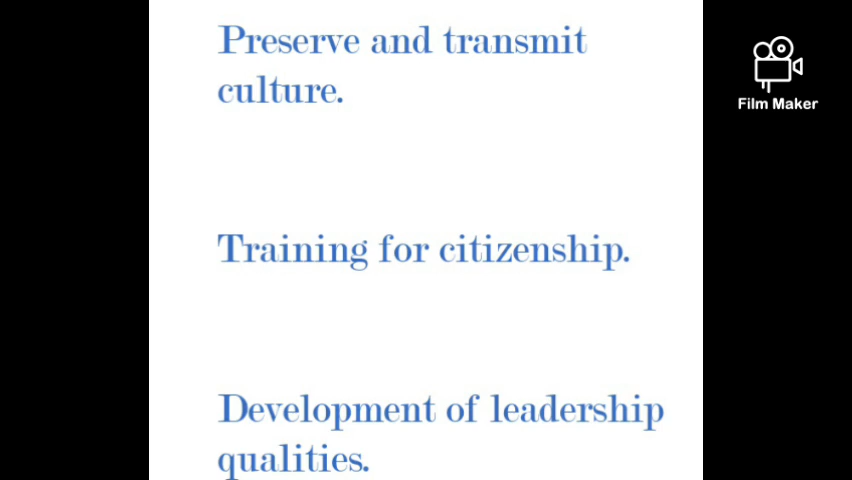 Preserve and transmit
culture.
Training for citizenship.
Development of leadership
qualities.
Film Maker